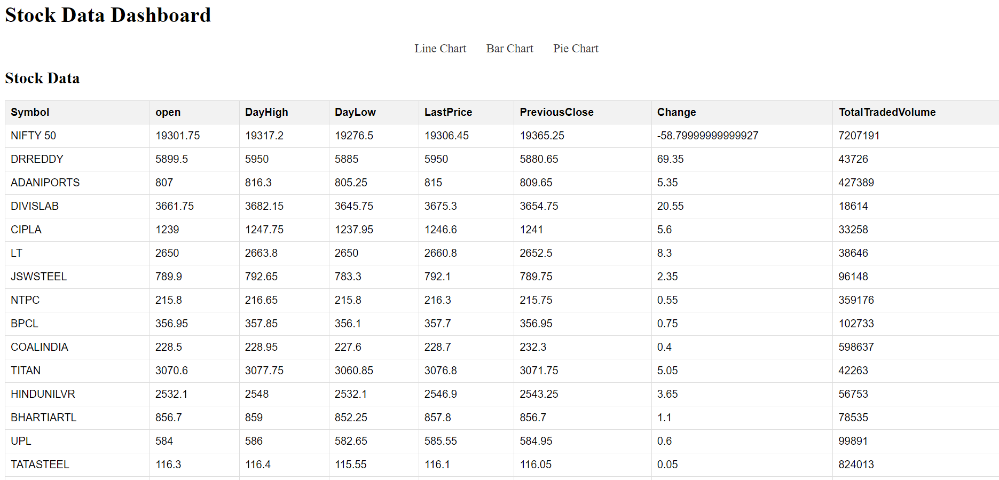 Stock Data Dashboard
Line Chart Bar Chart Pie Chart
Stock Data
Symbol open DayHigh DayLow LastPrice PreviousClose Change TotalTradedVolume
NIFTY 50 19301.75 19317.2 19276.5 19306.45 19365.25 -58.79999999999927 7207191
DRREDDY 5899.5 5950 5885 5950 5880.65 69.35 43726
ADANIPORTS 807 816.3 805.25 815 809.65 5.35 427389
DIVISLAB 3661.75 3682.15 3645.75 3675.3 3654.75 20.55 18614
CIPLA 1239 1247.75 1237.95 1246.6 1241 5.6 33258
LT 2650 2663.8 2650 2660.8 2652.5 8.3 38646
JSWSTEEL 789.9 792.65 783.3 792.1 789.75 2.35 96148
NTPC 215.8 216.65 215.8 216.3 215.75 0.55 359176
BPCL 356.95 357.85 356.1 357.7 356.95 0.75 102733
COALINDIA 228.5 228.95 227.6 228.7 232.3 0.4 598637
TITAN 3070.6 3077.75 3060.85 3076.8 3071.75 5.05 42263
HINDUNILVR 2532.1 2548 2532.1 2546.9 2543.25 3.65 56753
BHARTIARTL 856.7 859 852.25 857.8 856.7 1.1 78535
UPL 584 586 582.65 585.55 584.95 0.6 99891
TATASTEEL 116.3 116.4 115.55 116.1 116.05 0.05 824013